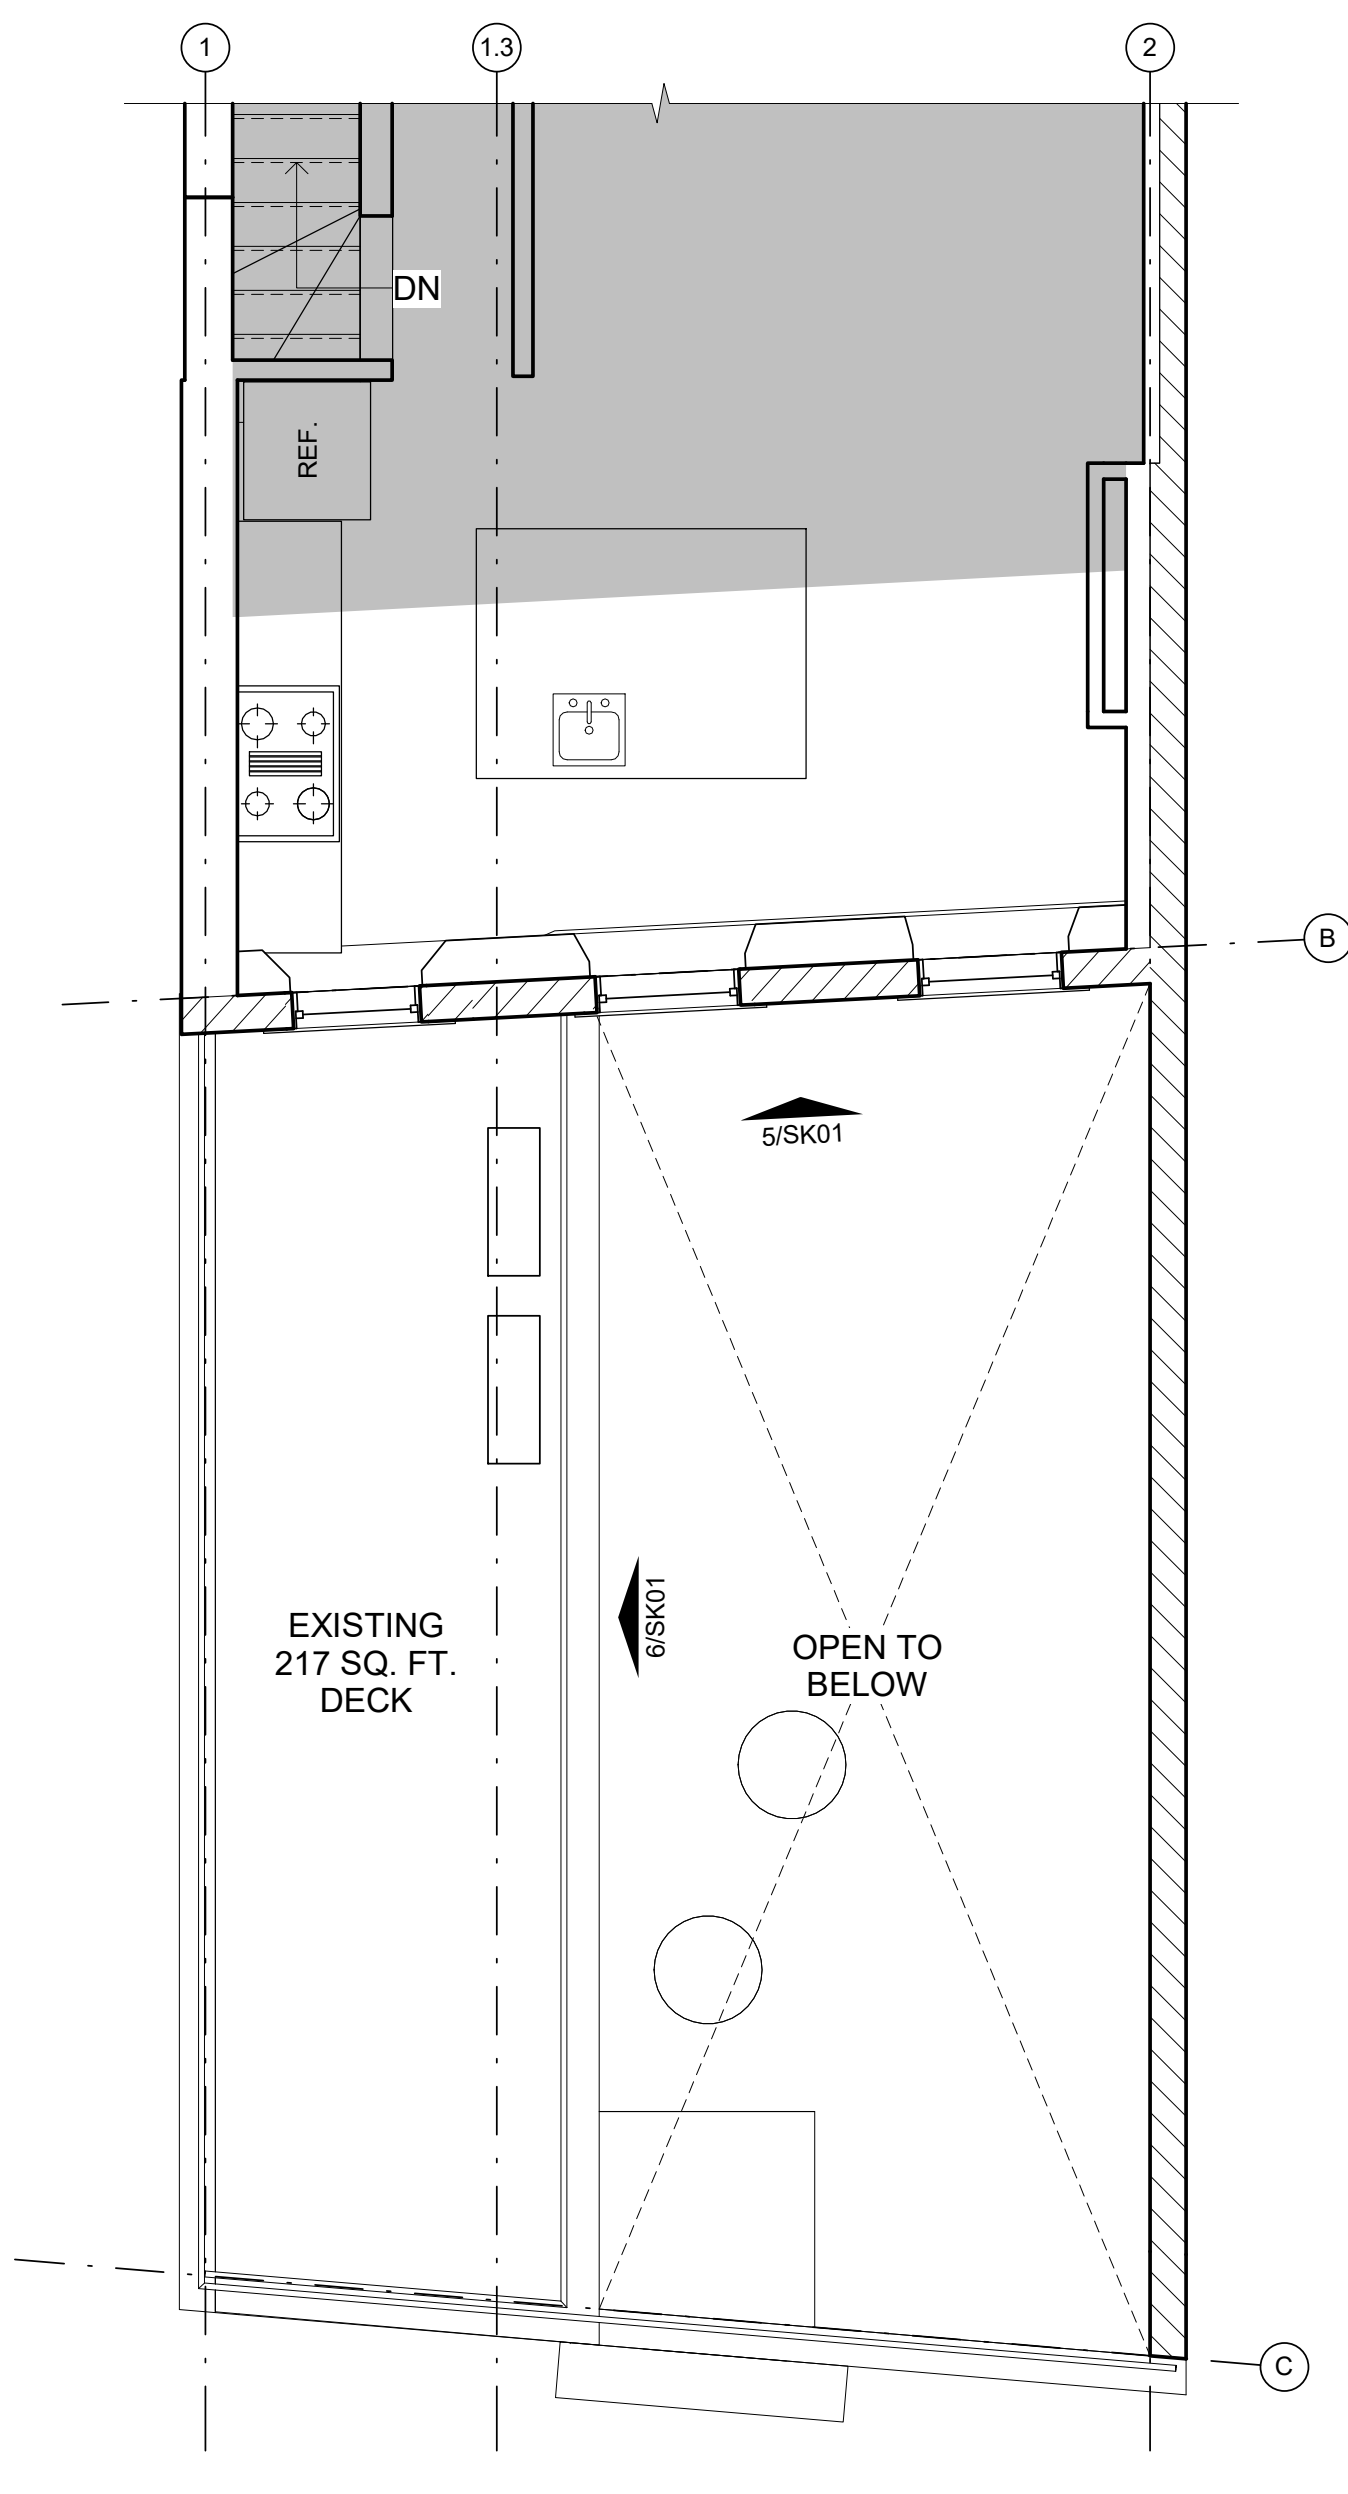 1
1.3
2
DN
REF.
B
5/SK01
6/SK01
EXISTING
217 SQ. FT.
DECK
OPEN TO
BELOW
C